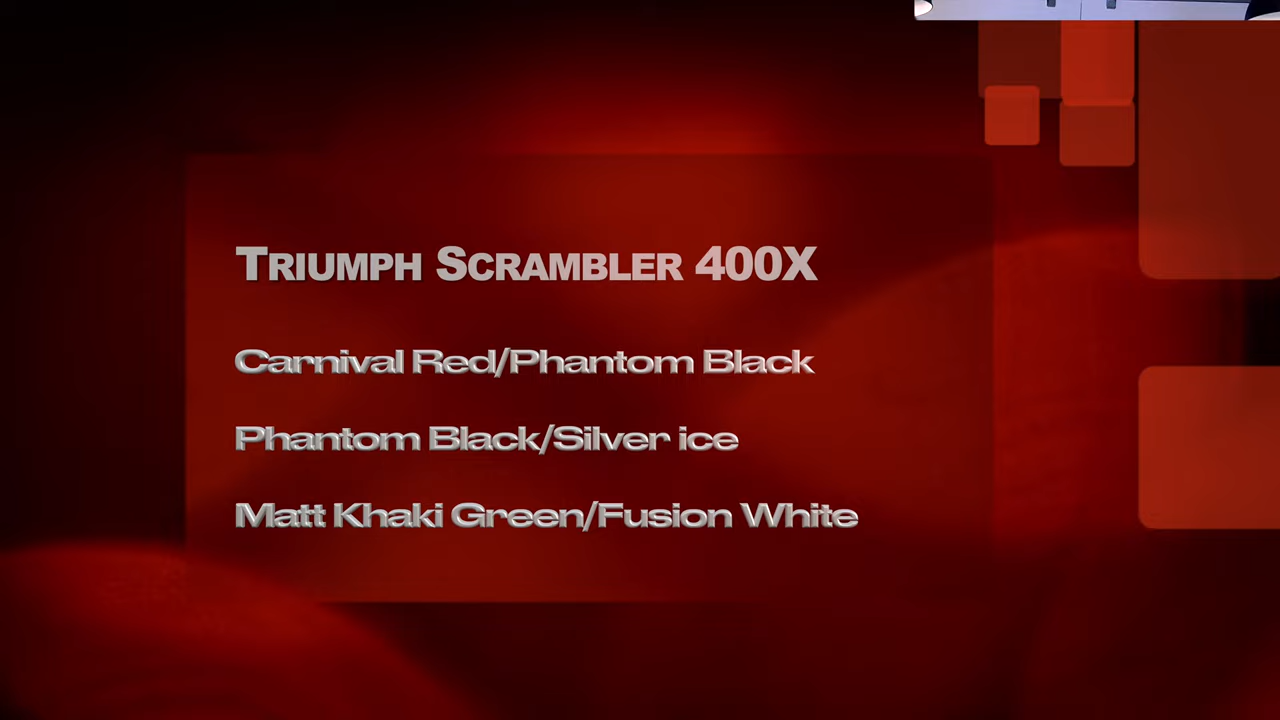 Triumph Scrambler 400X
Carnival Red/Phantom Black
Phantom Black/Silver ice
Matt Khaki Green/Fusion White